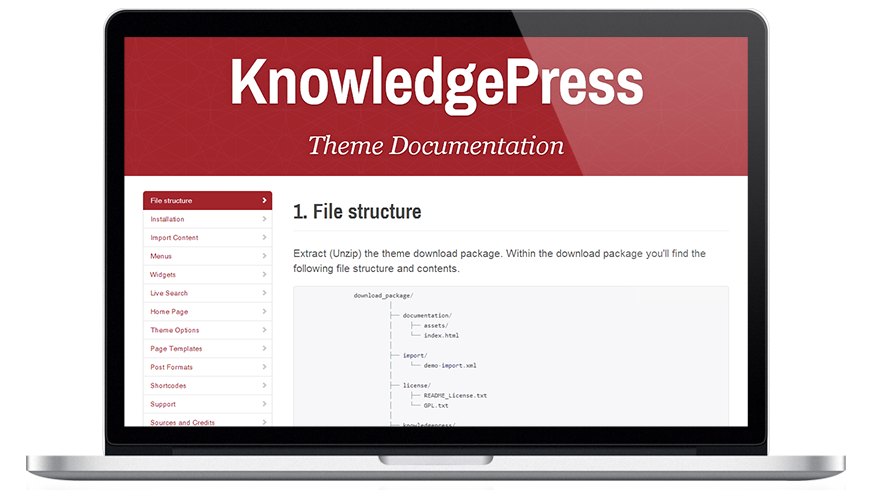 KnowledgePress
Theme Documentation
File structure
Installation
Import Content
Menus
Widgets
Live Search
Home Page
Theme Options
Page Templates
Post Formats
Shortcodes
Support
Sources and Credits
1. File structure
Extract (Unzip) the theme download package. Within the download package you'll find the
following file structure and contents.
download_package/
documentation/
assets/
index.html
import/
demo-import.xml
license/
README_License.txt
GPL.txt
knowledgepress/